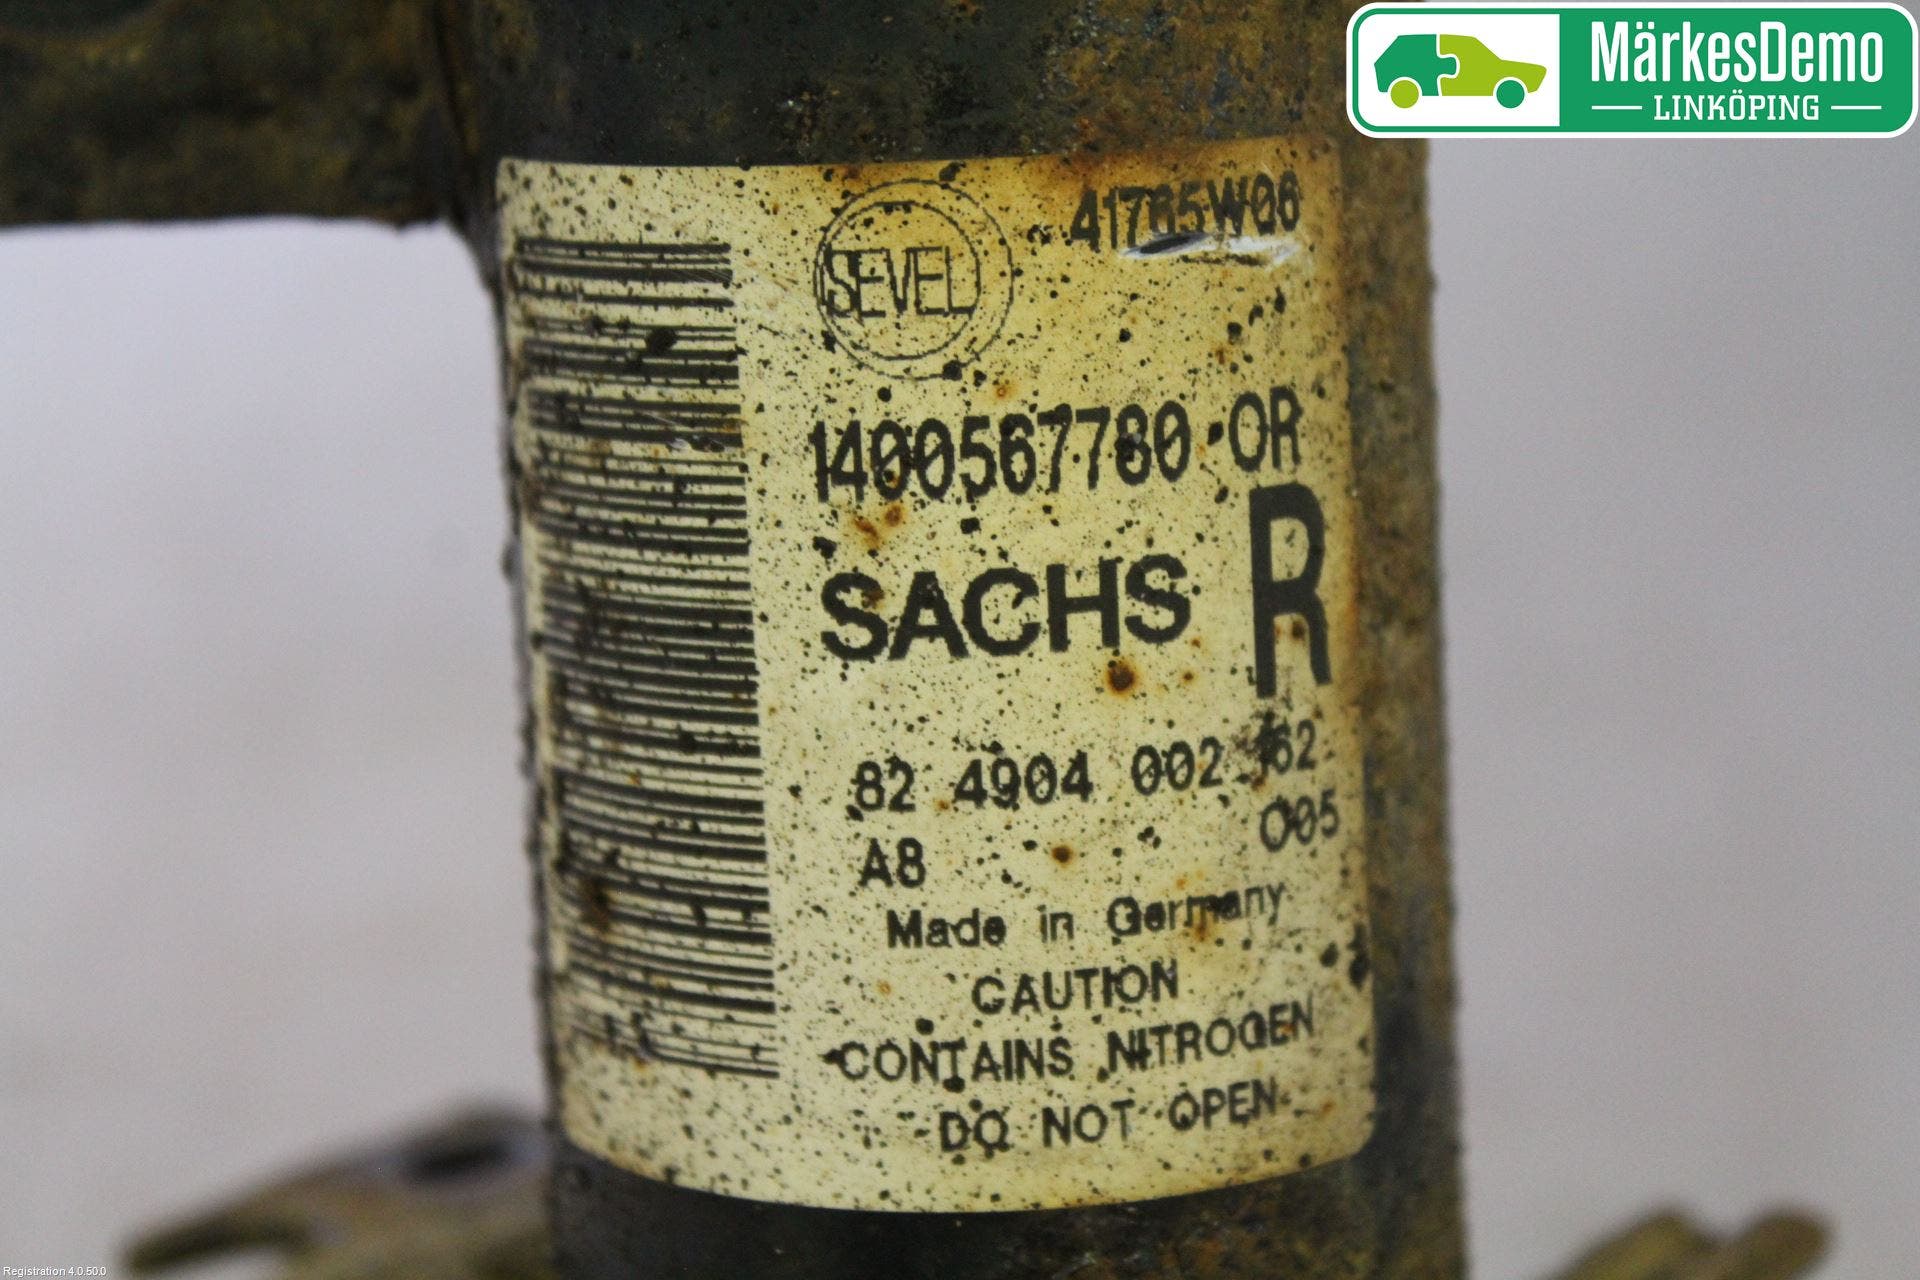 MärkesDemo
LINKÖPING
41765W06
SEVEL
1400567780 OR
SACHS R
82 4904 002 162
A8 005
Made in Germany
CAUTION
CONTAINS NITROGEN
DO NOT OPEN
Registration 4.0.50.0